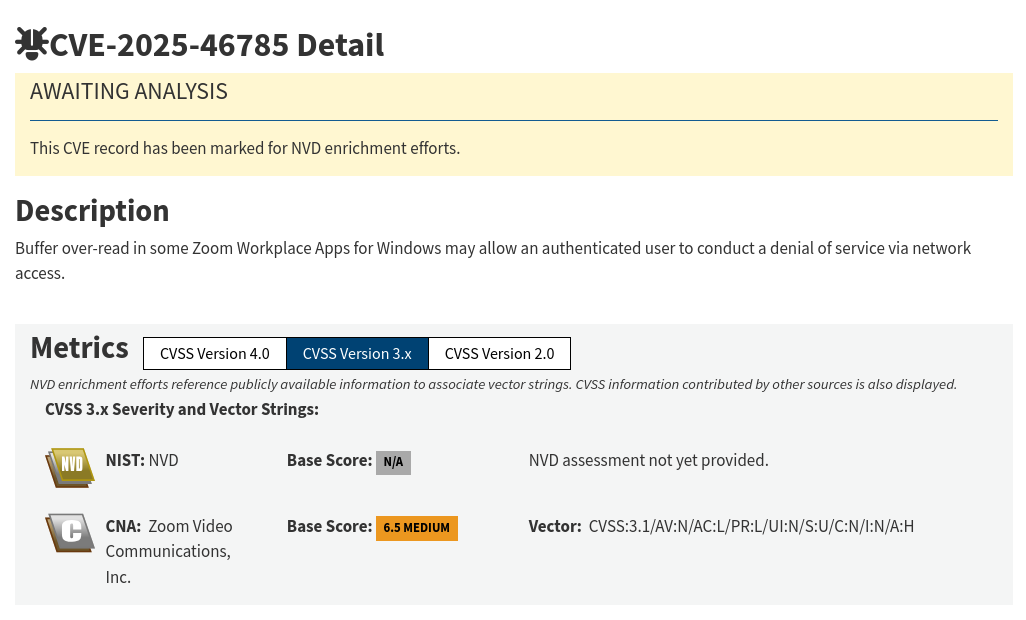 CVE-2025-46785 Detail
AWAITING ANALYSIS
This CVE record has been marked for NVD enrichment efforts.
Description
Buffer over-read in some Zoom Workplace Apps for Windows may allow an authenticated user to conduct a denial of service via network
access.
Metrics CVSS Version 4.0 CVSS Version 3.x CVSS Version 2.0
NVD enrichment efforts reference publicly available information to associate vector strings. CVSS information contributed by other sources is also displayed.
CVSS 3.x Severity and Vector Strings:
NVD NIST: NVD Base Score: N/A NVD assessment not yet provided.
C CNA: Zoom Video Base Score: 6.5 MEDIUM Vector: CVSS:3.1/AV:N/AC:L/PR:L/UI:N/S:U/C:N/I:N/A:H
Communications,
Inc.